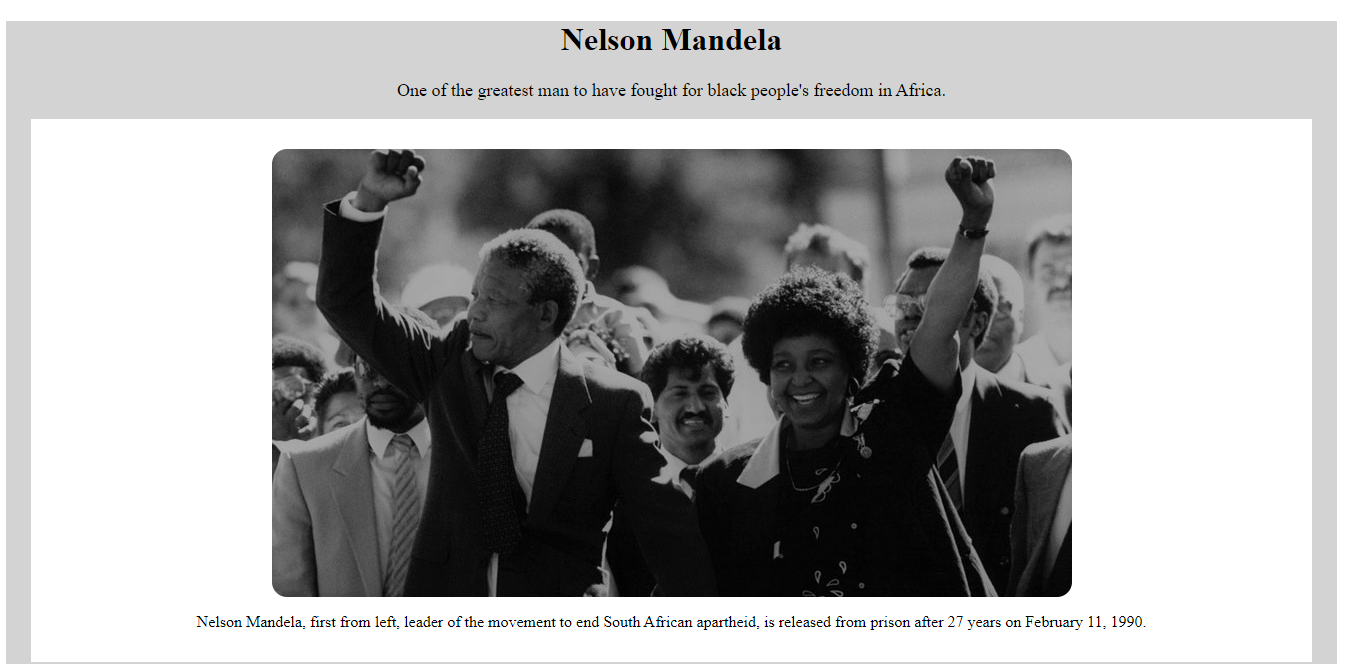 Nelson Mandela
One of the greatest man to have fought for black people's freedom in Africa.
Nelson Mandela, first from left, leader of the movement to end South African apartheid, is released from prison after 27 years on February 11, 1990.